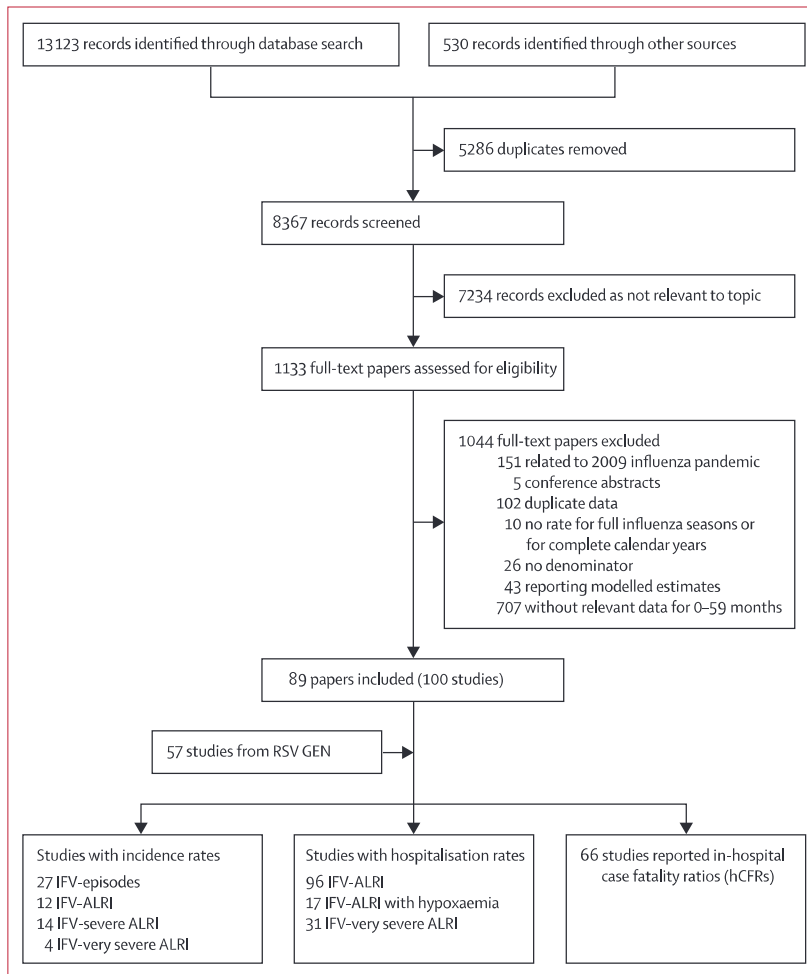 13 123 records identified through database search
530 records identified through other sources
5286 duplicates removed
8367 records screened
7234 records excluded as not relevant to topic
1133 full-text papers assessed for eligibility
1044 full-text papers excluded
151 related to 2009 influenza pandemic
5 conference abstracts
102 duplicate data
10 no rate for full influenza seasons or
for complete calendar years
26 no denominator
43 reporting modelled estimates
707 without relevant data for 0–59 months
89 papers included (100 studies)
57 studies from RSV GEN
Studies with incidence rates
27 IFV-episodes
12 IFV-ALRI
14 IFV-severe ALRI
4 IFV-very severe ALRI
Studies with hospitalisation rates
96 IFV-ALRI
17 IFV-ALRI with hypoxaemia
31 IFV-very severe ALRI
66 studies reported in-hospital
case fatality ratios (hCFRs)